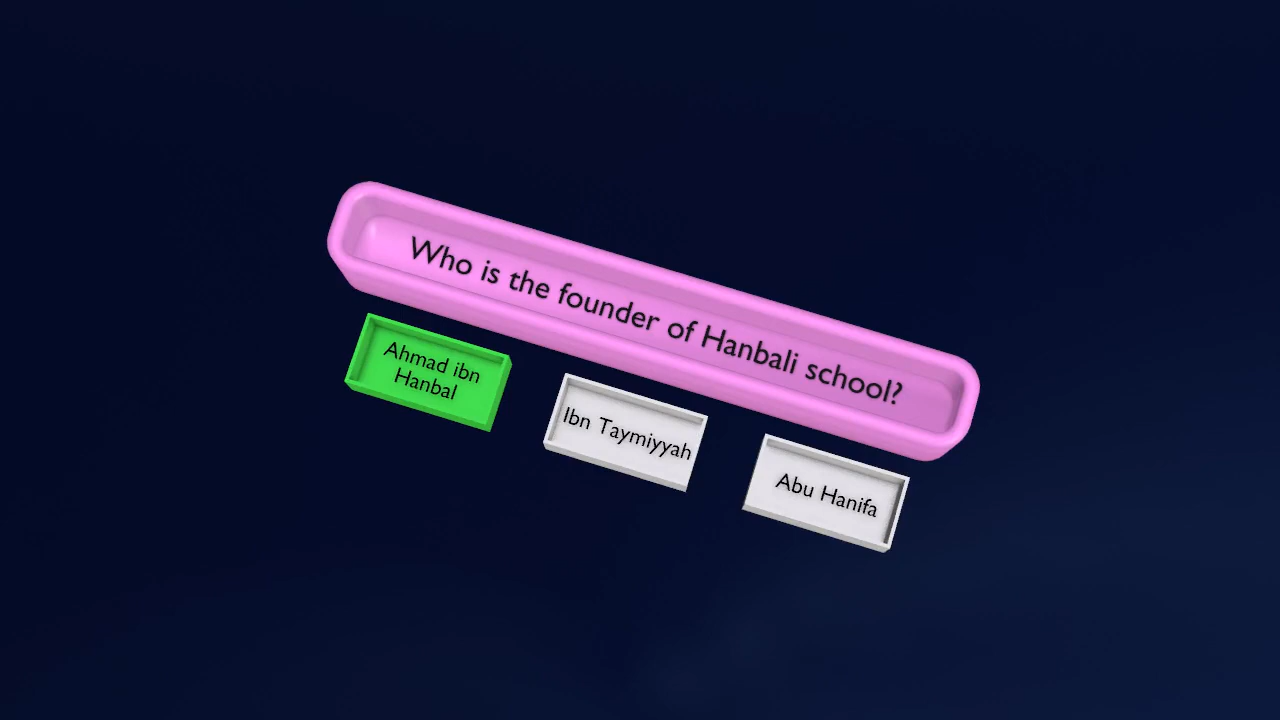 Who is the founder of Hanbali school?
Ahmad ibn
Hanbal
Ibn Taymiyyah
Abu Hanifa